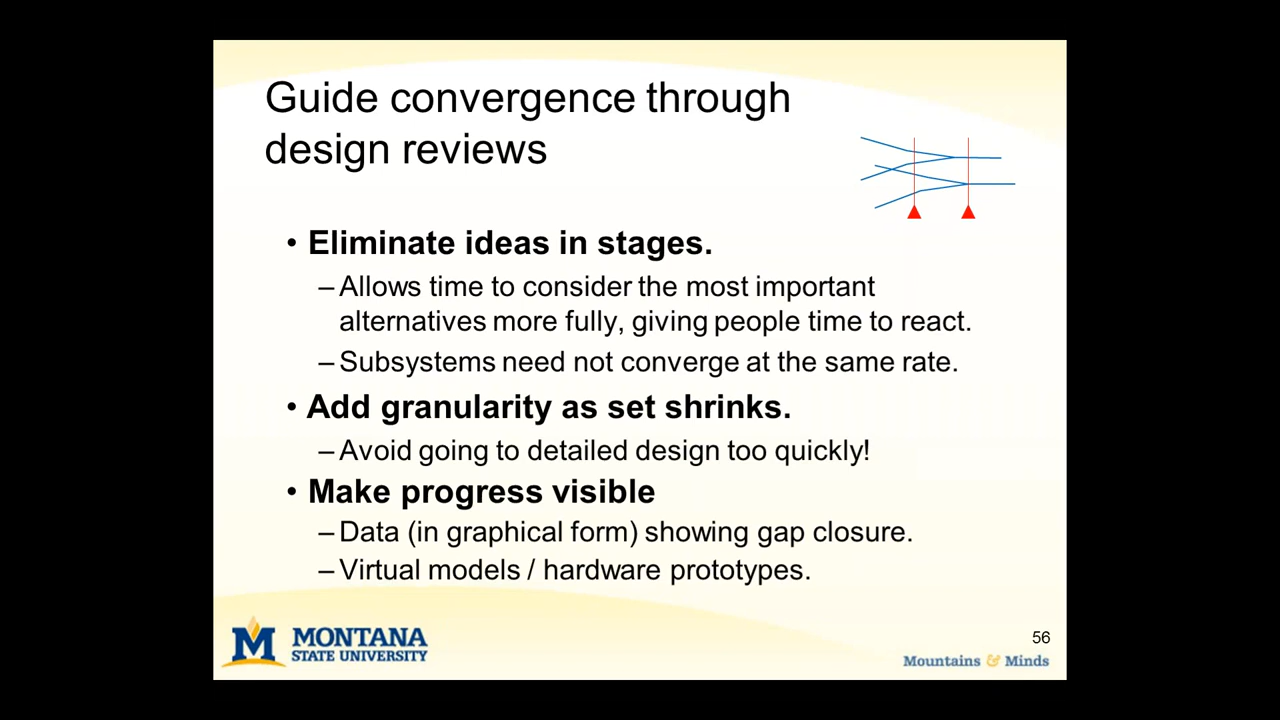 Guide convergence through
design reviews
• Eliminate ideas in stages.
– Allows time to consider the most important
alternatives more fully, giving people time to react.
– Subsystems need not converge at the same rate.
• Add granularity as set shrinks.
– Avoid going to detailed design too quickly!
• Make progress visible
– Data (in graphical form) showing gap closure.
– Virtual models / hardware prototypes.
M MONTANA
STATE UNIVERSITY
56
Mountains & Minds